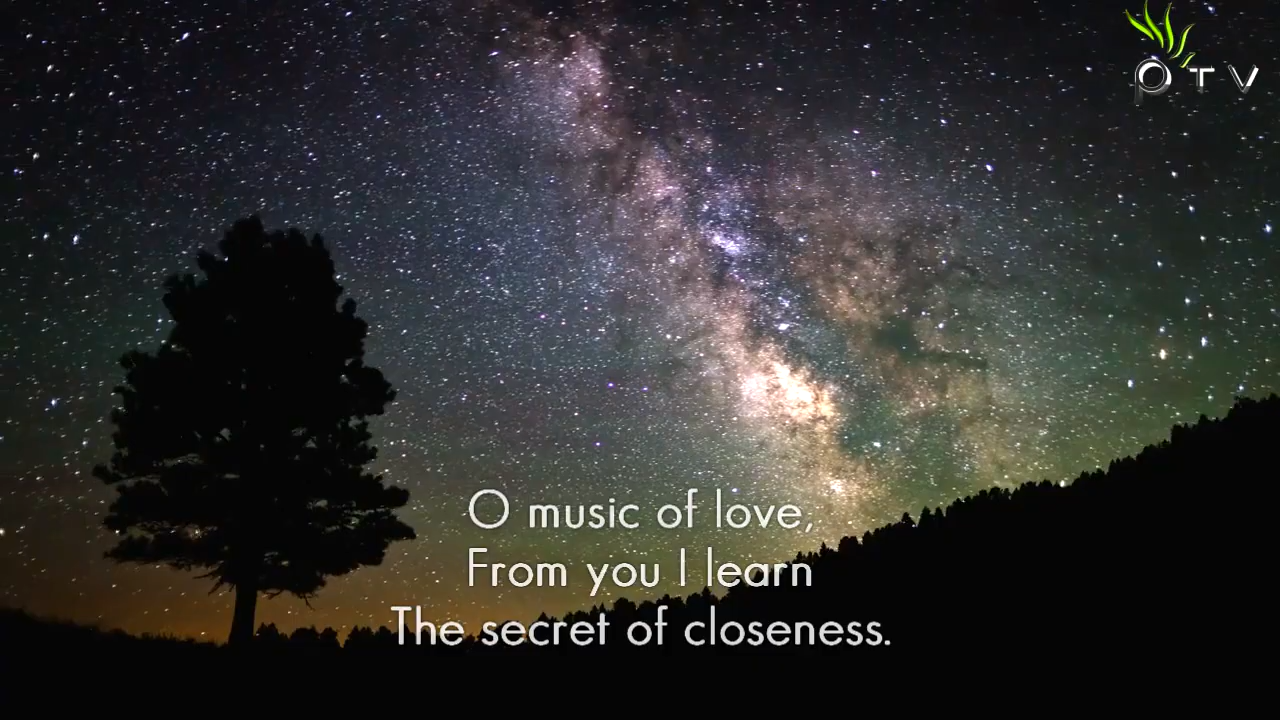 PTV
O music of love,
From you I learn
The secret of closeness.